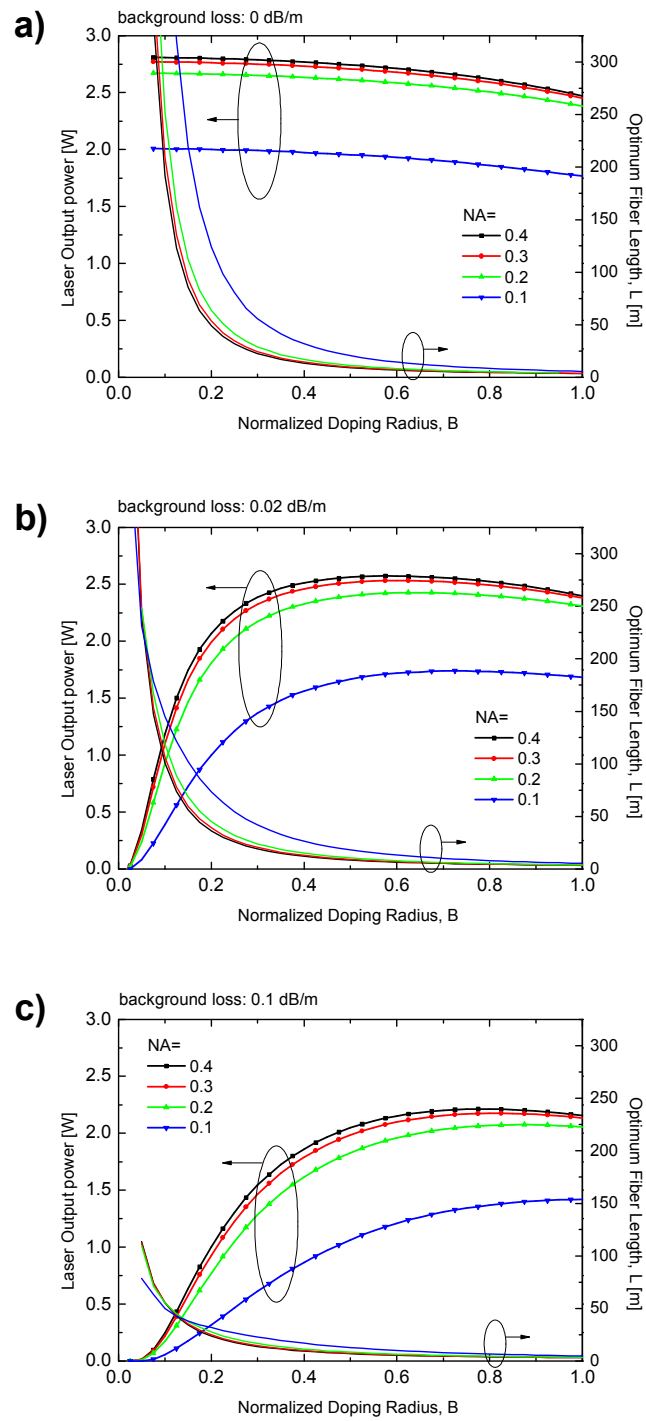 a)
background loss: 0 dB/m
3.0
2.5
2.0
1.5
1.0
0.5
0.0
Laser Output power [W]
300
250
200
150
100
50
0
Optimum Fiber Length, L [m]
NA=
0.4
0.3
0.2
0.1
0.0 0.2 0.4 0.6 0.8 1.0
Normalized Doping Radius, B
b)
background loss: 0.02 dB/m
3.0
2.5
2.0
1.5
1.0
0.5
0.0
Laser Output power [W]
300
250
200
150
100
50
0
Optimum Fiber Length, L [m]
NA=
0.4
0.3
0.2
0.1
0.0 0.2 0.4 0.6 0.8 1.0
Normalized Doping Radius, B
c)
background loss: 0.1 dB/m
3.0
2.5
2.0
1.5
1.0
0.5
0.0
Laser Output power [W]
NA=
0.4
0.3
0.2
0.1
300
250
200
150
100
50
0
Optimum Fiber Length, L [m]
0.0 0.2 0.4 0.6 0.8 1.0
Normalized Doping Radius, B